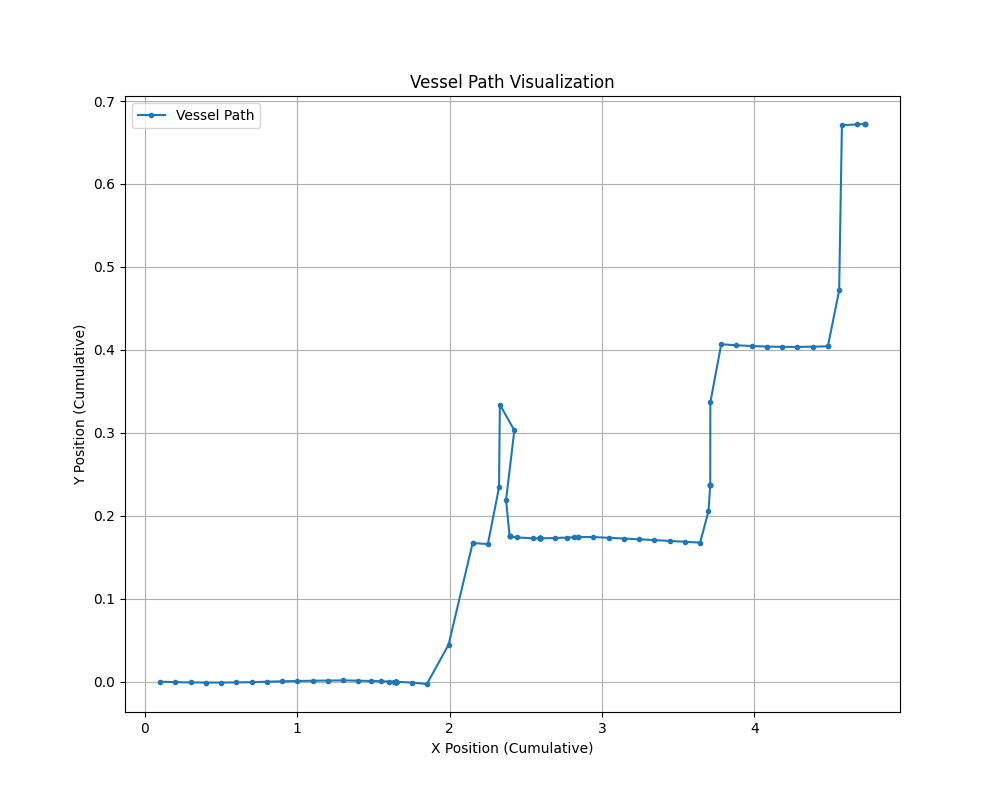 Vessel Path Visualization
Vessel Path
Y Position (Cumulative)
0.7
0.6
0.5
0.4
0.3
0.2
0.1
0.0
0 1 2 3 4
X Position (Cumulative)